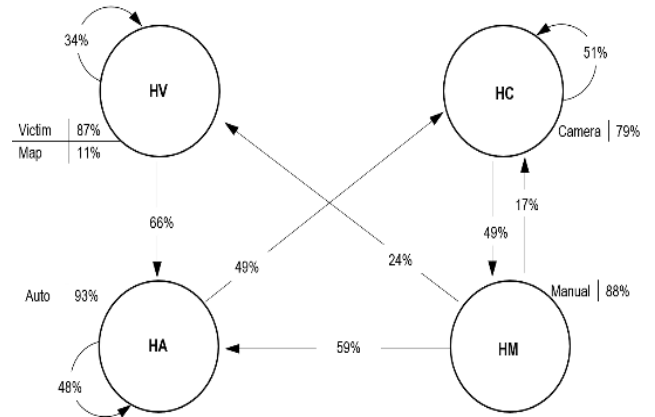 34%
51%
HV
HC
Victim 87%
Map 11%
Camera 79%
17%
66%
49%
49%
24%
Auto 93%
Manual 88%
HA
59%
HM
48%